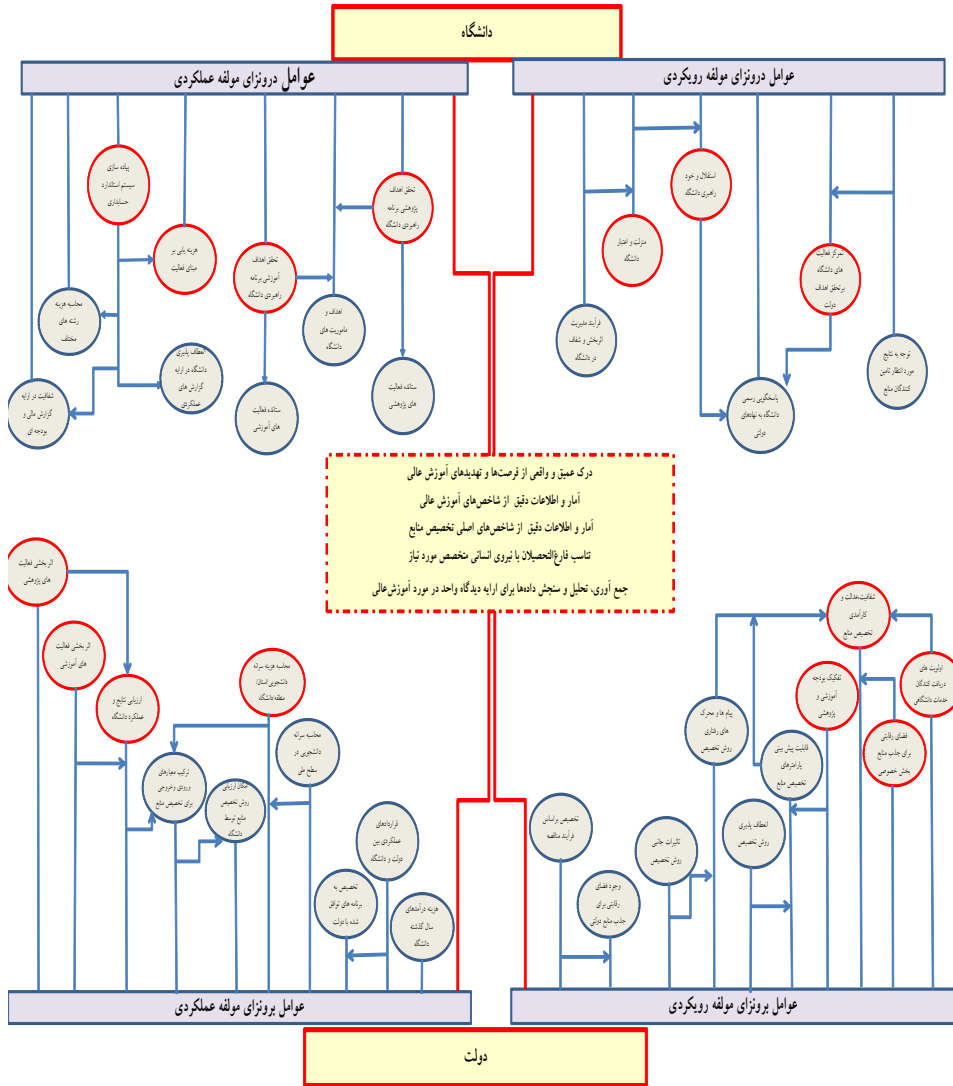 دانشگاه
عوامل درونزای مولفه رویکردی
عوامل درونزای مولفه عملکردی
استقلال و خود
راهبری دانشگاه
منزلت و اعتبار
دانشگاه
تمرکز فعالیت
های دانشگاه
برتحقق اهداف
دولت
فرآیند مدیریت
اثربخش و شفاف
در دانشگاه
توجه به نتایج
مورد انتظار تامین
کنندگان منابع
پاسخگویی رسمی
دانشگاه به نهادهای
دولتی
پیاده سازی
سیستم استاندارد
حسابداری
تحقق اهداف
پژوهشی برنامه
راهبردی دانشگاه
هزینه یابی بر
مبنای فعالیت
تحقق اهداف
آموزشی برنامه
راهبردی دانشگاه
محاسبه هزینه
رشته های
مختلف
اهداف و
ماموریت های
دانشگاه
انعطاف پذیری
دانشگاه در ارایه
گزارش های
عملکردی
شفافیت در ارایه
گزارش مالی و
بودجه ای
ستانده فعالیت
های آموزشی
ستانده فعالیت
های پژوهشی
درک عمیق و واقعی از فرصت‌ها و تهدیدهای آموزش عالی
آمار و اطلاعات دقیق از شاخص‌های آموزش عالی
آمار و اطلاعات دقیق از شاخص‌های اصلی تخصیص منابع
تناسب فارغ‌التحصیلان با نیروی انسانی متخصص مورد نیاز
جمع آوری، تحلیل و سنجش داده‌ها برای ارایه دیدگاه واحد در مورد آموزش‌عالی
شفافیت،عدالت و
کارآمدی
تخصیص منابع
اولویت های
دریافت کنندگان
خدمات دانشگاهی
تفکیک بودجه
آموزشی و
پژوهشی
پیام ها و محرک
های رفتاری
روش تخصیص
فضای رقابتی
برای جذب منابع
بخش خصوصی
قابلیت پیش بینی
پارامترهای
تخصیص منابع
انعطاف پذیری
روش تخصیص
تاثیرات جانبی
روش تخصیص
تخصیص براساس
فرآیند مناقصه
وجود فضای
رقابتی برای
جذب منابع دولتی
اثر بخشی فعالیت
های پژوهشی
اثر بخشی فعالیت
های آموزشی
ارزیابی نتایج و
عملکرد دانشگاه
محاسبه هزینه سرانه
دانشجویی استان/
منطقه/دانشگاه
محاسبه سرانه
دانشجویی در
سطح ملی
ترکیب معیارهای
ورودی و خروجی
برای تخصیص منابع
امکان ارزیابی
روش تخصیص
منابع توسط
دانشگاه
قراردادهای
عملکردی بین
دولت و دانشگاه
تخصیص به
برنامه های توافق
شده با دولت
هزینه درآمدهای
سال گذشته
دانشگاه
عوامل برونزای مولفه رویکردی
عوامل برونزای مولفه عملکردی
دولت